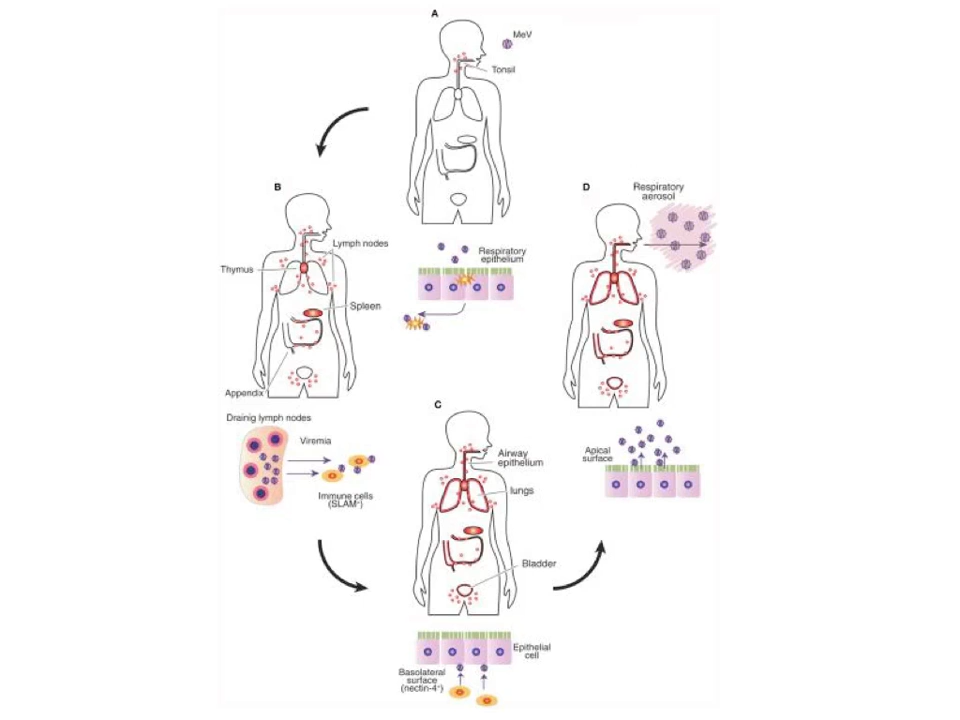 A
MeV
Tonsil
Respiratory
epithelium
B
Lymph nodes
Thymus
Spleen
Appendix
Drainig lymph nodes
Viremia
Immune cells
(SLAM⁺)
C
Airway
epithelium
lungs
Bladder
Epithelial
cell
Basolateral
surface
(nectin-4⁺)
D
Respiratory
aerosol
Apical
surface